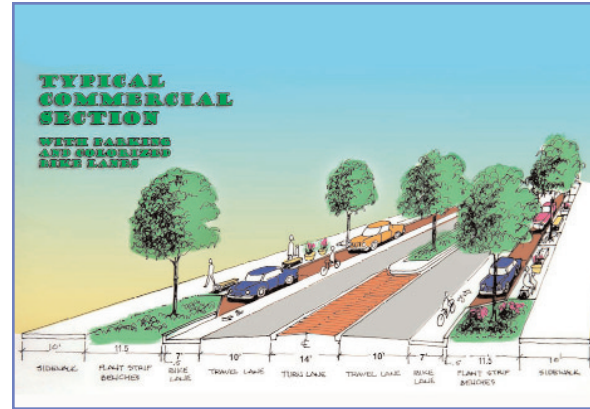 TYPICAL
COMMERCIAL
SECTION
WITH PARKING
AND COLORIZED
BIKE LANES
10' 11.5 .5 7' 10' 14' 10' 7' .5 11.5 10'
SIDEWALK PLANT STRIP BIKE TRAVEL LANE TURN LANE TRAVEL LANE BIKE PLANT STRIP SIDEWALK
BENCHES LANE LANE BENCHES